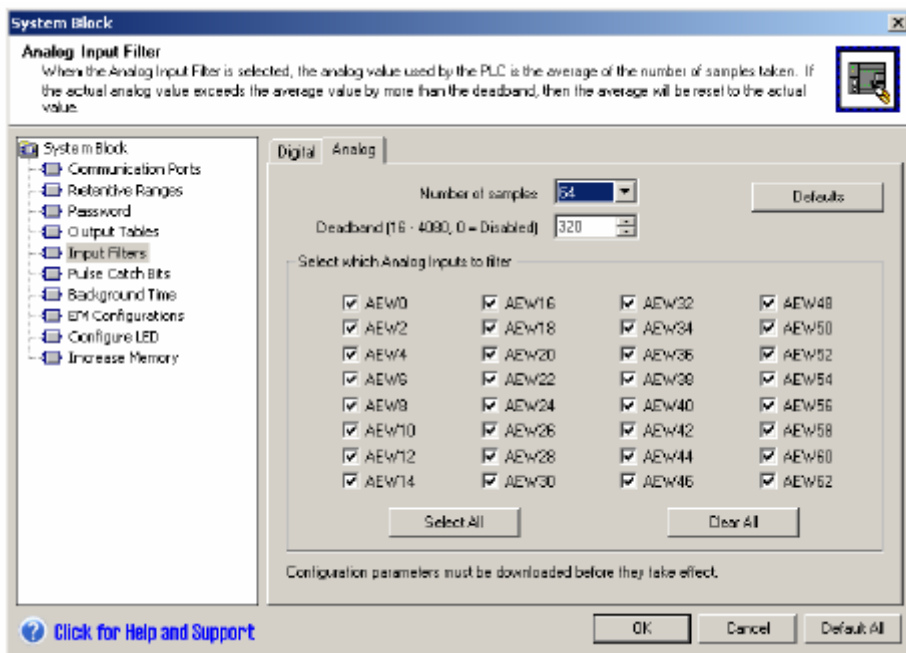 System Block
Analog Input Filter
When the Analog Input Filter is selected, the analog value used by the PLC is the average of the number of samples taken. If
the actual analog value exceeds the average value by more than the deadband, then the average will be reset to the actual
value.
System Block
Communication Ports
Retentive Ranges
Password
Output Tables
Input Filters
Pulse Catch Bits
Background Time
EM Configurations
Configure LED
Increase Memory
Digital Analog
Number of samples 64 Defaults
Deadband (16 - 4080, 0 = Disabled) 320
Select which Analog Inputs to filter
AEW0 AEW16 AEW32 AEW48
AEW2 AEW18 AEW34 AEW50
AEW4 AEW20 AEW36 AEW52
AEW6 AEW22 AEW38 AEW54
AEW8 AEW24 AEW40 AEW56
AEW10 AEW26 AEW42 AEW58
AEW12 AEW28 AEW44 AEW60
AEW14 AEW30 AEW46 AEW62
Select All Clear All
Configuration parameters must be downloaded before they take effect.
Click for Help and Support OK Cancel Default All